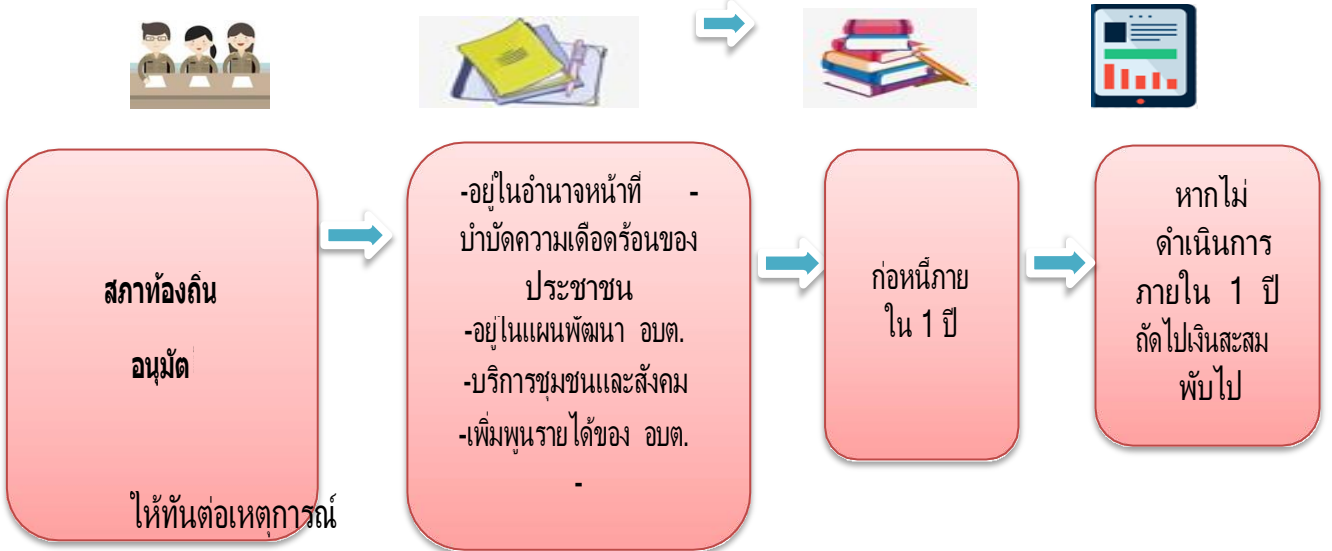 สภาท้องถิ่น
อนุมัต
ให้ทันต่อเหตุการณ์
-อยู่ในอำนาจหน้าที่ -
บำบัดความเดือดร้อนของ
ประชาชน
-อยู่ในแผนพัฒนา อบต.
-บริการชุมชนและสังคม
-เพิ่มพูนรายได้ของ อบต.
-
ก่อหนี้ภาย
ใน 1 ปี
หากไม่
ดำเนินการ
ภายใน 1 ปี
ถัดไปเงินสะสม
พับไป